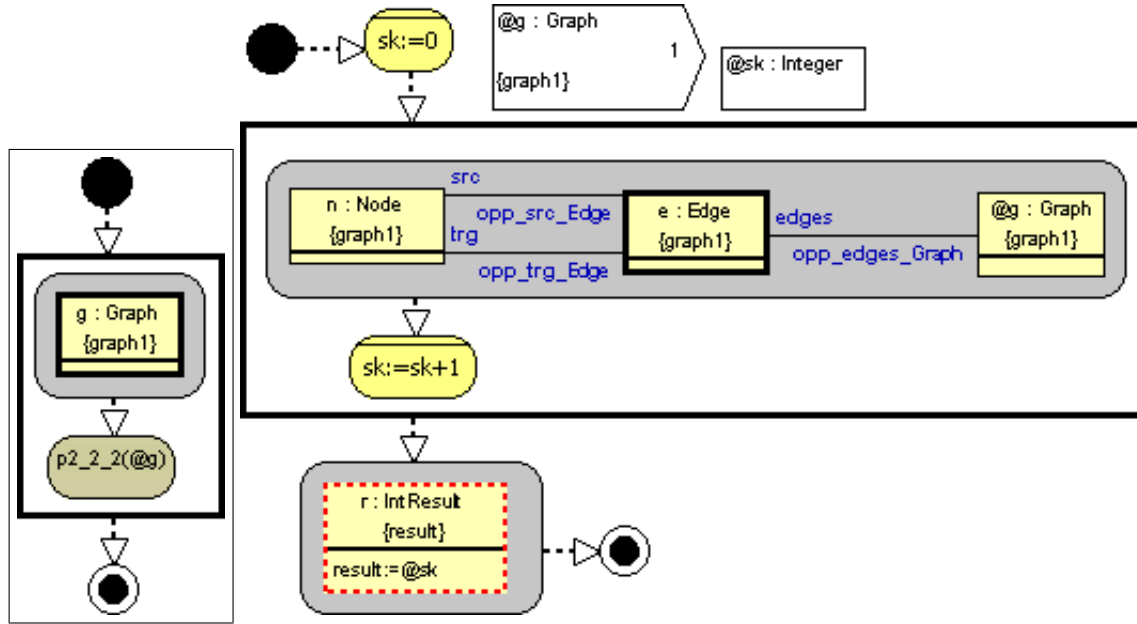 sk:=0
@g : Graph
1
{graph1}
@sk : Integer
src
n : Node
{graph1}
opp_src_Edge
trg
opp_trg_Edge
e : Edge
{graph1}
edges
opp_edges_Graph
@g : Graph
{graph1}
sk:=sk+1
g : Graph
{graph1}
p2_2_2(@g)
r : IntResult
{result}
result:=@sk